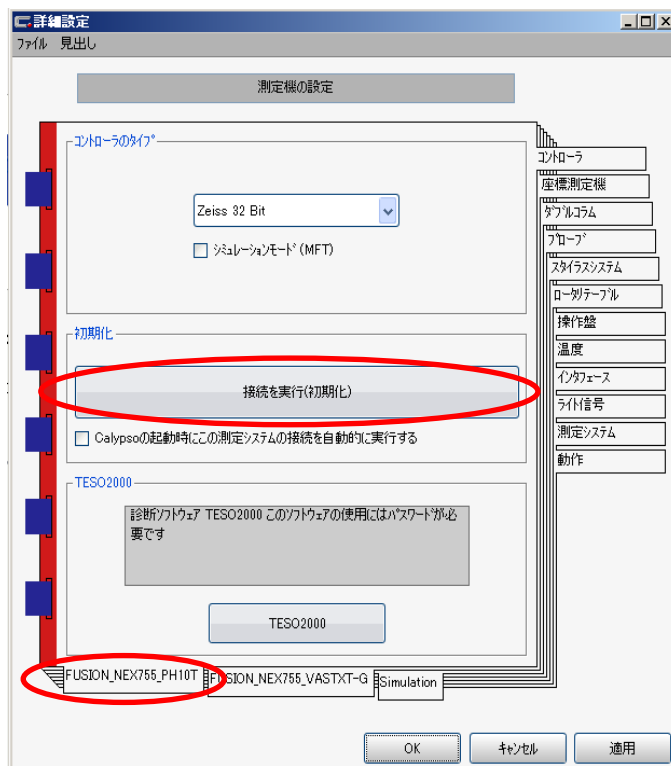 詳細設定
ファイル 見出し
測定機の設定
コントローラのタイプ
Zeiss 32 Bit
シミュレーションモード(MFT)
初期化
接続を実行(初期化)
Calypsoの起動時にこの測定システムの接続を自動的に実行する
TESO2000
診断ソフトウェア TESO2000 このソフトウェアの使用にはパスワードが必
要です
TESO2000
コントローラ
座標測定機
ダブルコラム
プローブ
スタイラスシステム
ロータリテーブル
操作盤
温度
インタフェース
ライト信号
測定システム
動作
FUSION_NEX755_PH10T
FUSION_NEX755_VASTXT-G
Simulation
OK
キャンセル
適用